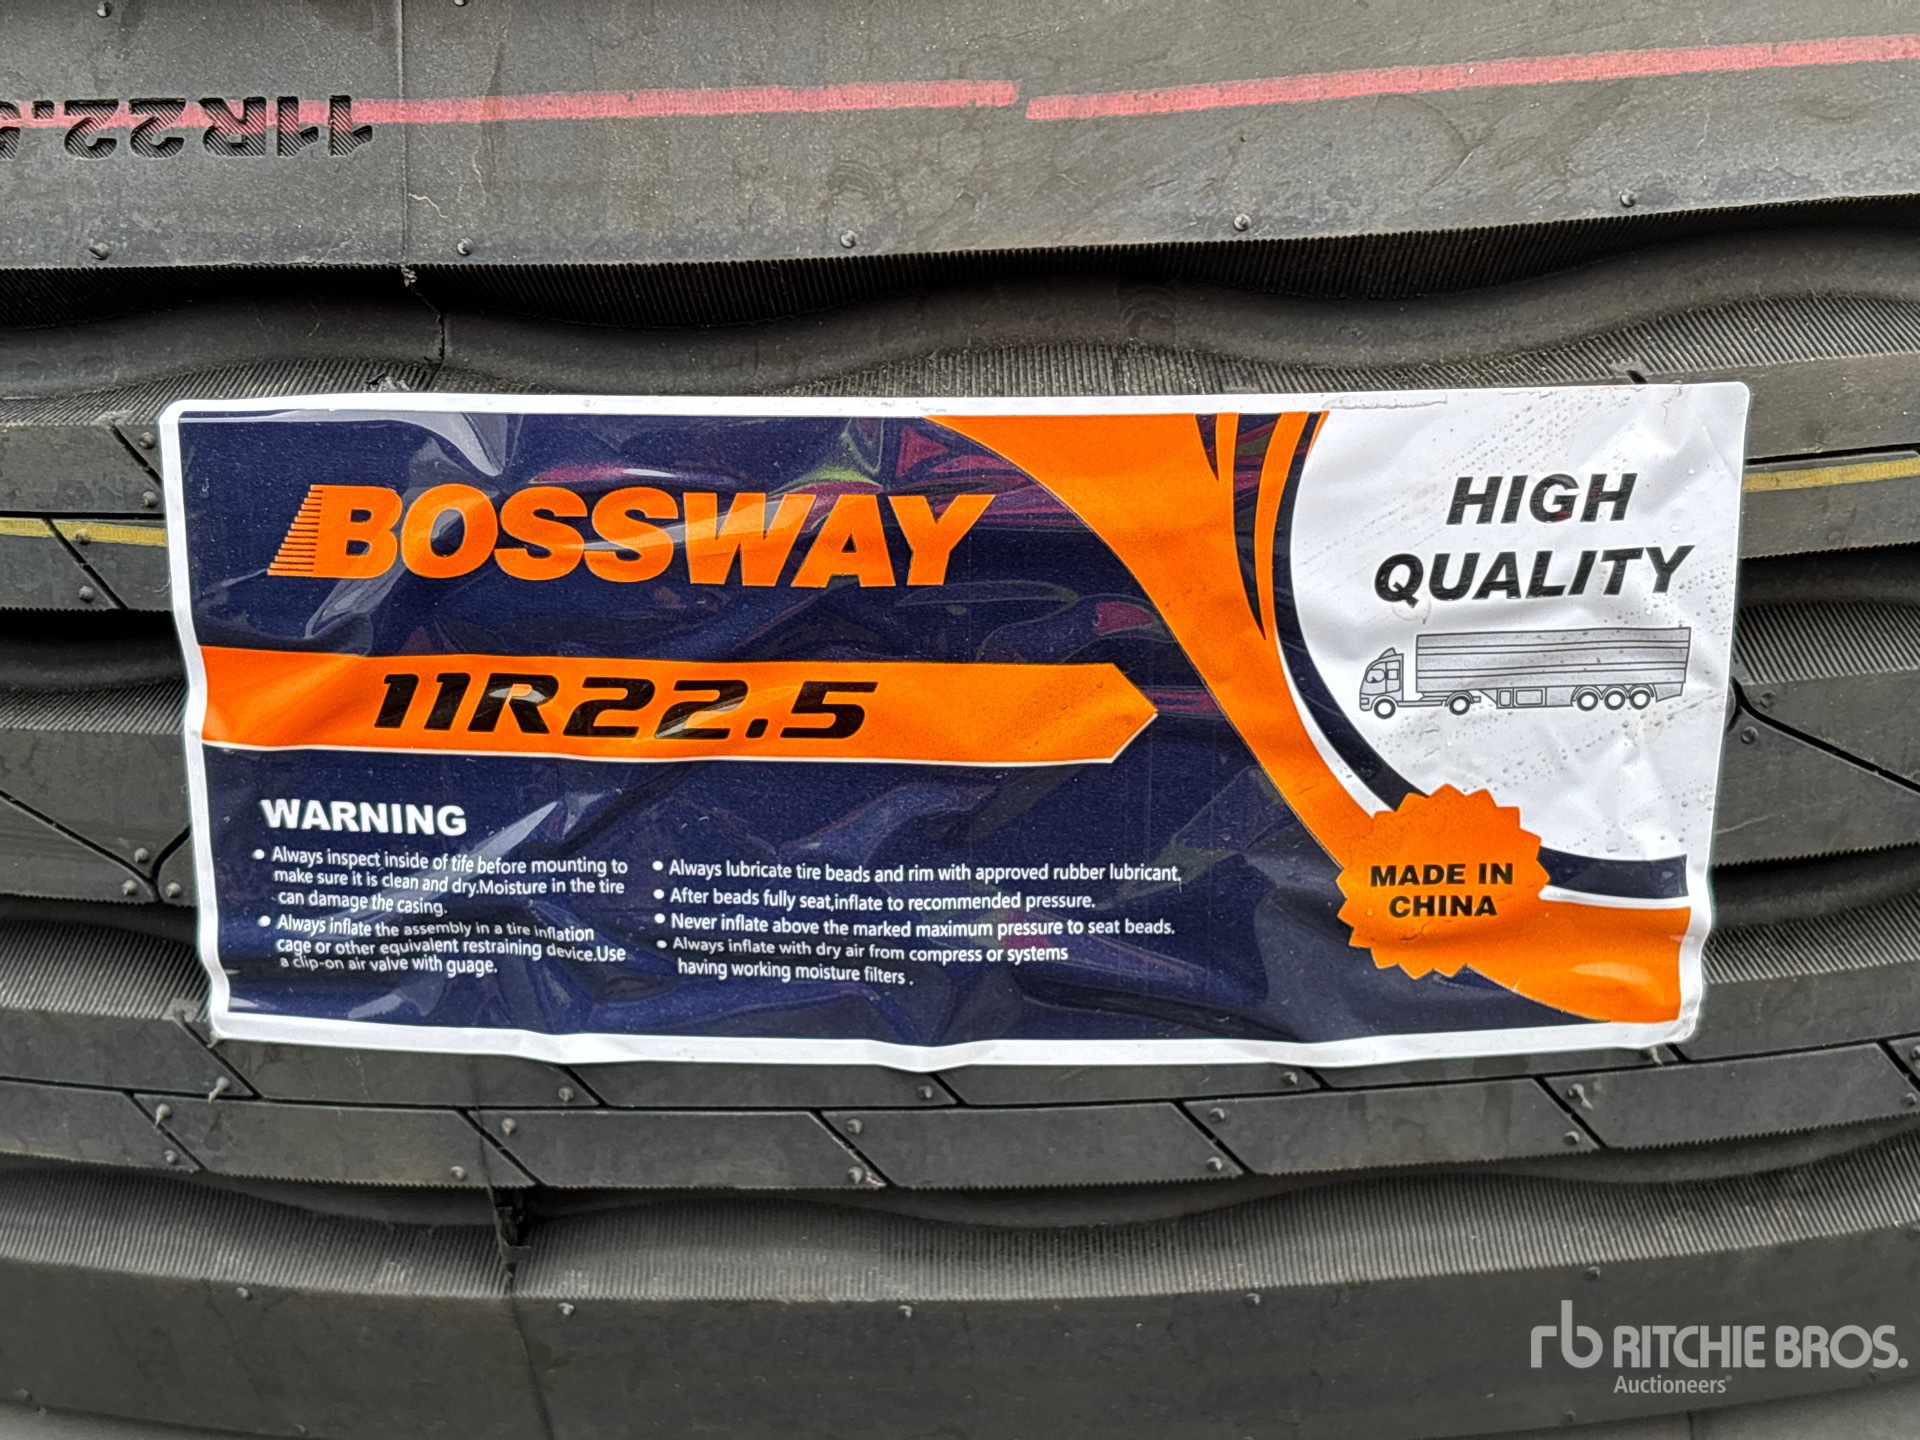 11R22.5
BOSSWAY
11R22.5
WARNING
• Always inspect inside of tife before mounting to
make sure it is clean and dry.Moisture in the tire
can damage the casing.
• Always inflate the assembly in a tire inflation
cage or other equivalent restraining device.Use
a clip-on air valve with guage.
• Always lubricate tire beads and rim with approved rubber lubricant.
• After beads fully seat,inflate to recommended pressure.
• Never inflate above the marked maximum pressure to seat beads.
• Always inflate with dry air from compress or systems
having working moisture filters .
HIGH
QUALITY
MADE IN
CHINA
rb RITCHIE BROS.
Auctioneers®